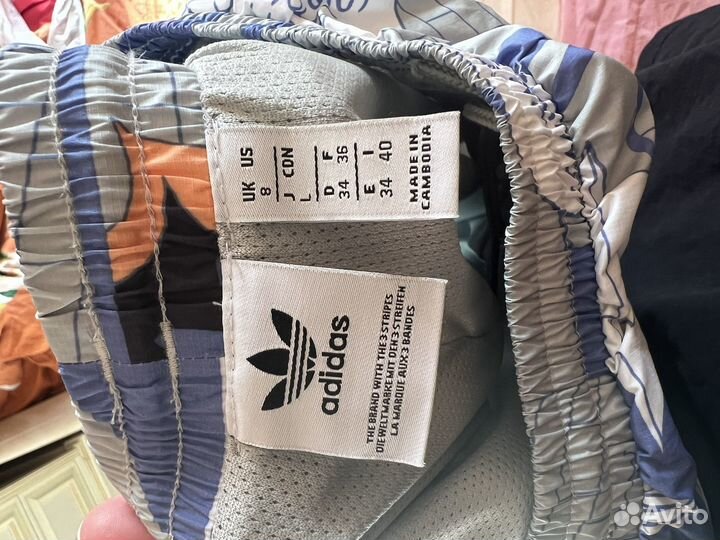 UK US
8
J CDN
L
D F
34 36
E I
34 40
MADE IN
CAMBODIA
adidas
THE BRAND WITH THE 3 STRIPES
DIE WELTMARKE MIT DEN 3 STREIFEN
LA MARQUE AUX 3 BANDES
Avito